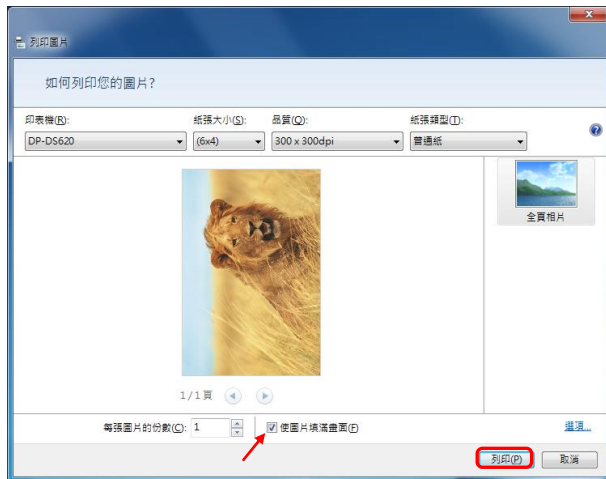 列印圖片
如何列印您的圖片?
印表機(R): 紙張大小(S): 品質(Q): 紙張類型(T):
DP-DS620 (6x4) 300 x 300dpi 普通紙
全頁相片
1/1 頁
每張圖片的份數(C): 1 使圖片填滿畫面(F) 選項...
列印(P) 取消